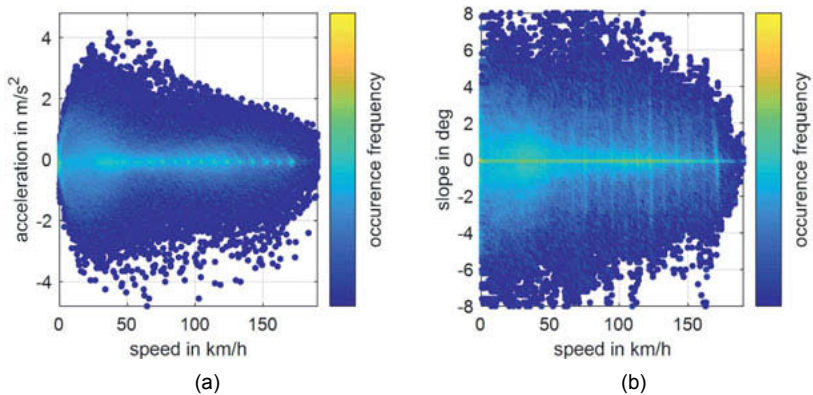 4
2
0
-2
-4
acceleration in m/s2
0 50 100 150
speed in km/h
occurence frequency
(a)
8
6
4
2
0
-2
-4
-6
-8
slope in deg
0 50 100 150
speed in km/h
occurence frequency
(b)